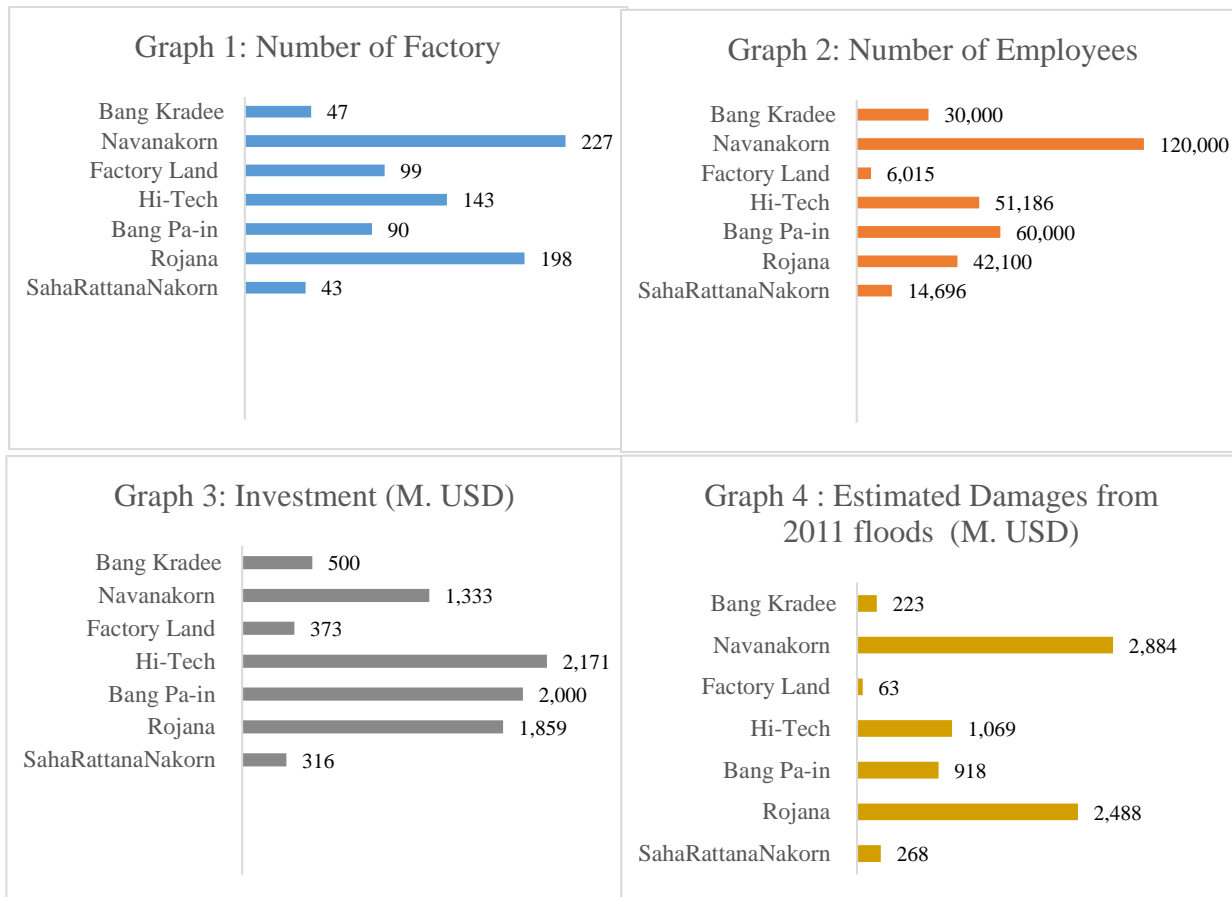 Graph 1: Number of Factory
Bang Kradee 47
Navanakorn 227
Factory Land 99
Hi-Tech 143
Bang Pa-in 90
Rojana 198
SahaRattanaNakorn 43
Graph 2: Number of Employees
Bang Kradee 30,000
Navanakorn 120,000
Factory Land 6,015
Hi-Tech 51,186
Bang Pa-in 60,000
Rojana 42,100
SahaRattanaNakorn 14,696
Graph 3: Investment (M. USD)
Bang Kradee 500
Navanakorn 1,333
Factory Land 373
Hi-Tech 2,171
Bang Pa-in 2,000
Rojana 1,859
SahaRattanaNakorn 316
Graph 4 : Estimated Damages from
2011 floods (M. USD)
Bang Kradee 223
Navanakorn 2,884
Factory Land 63
Hi-Tech 1,069
Bang Pa-in 918
Rojana 2,488
SahaRattanaNakorn 268